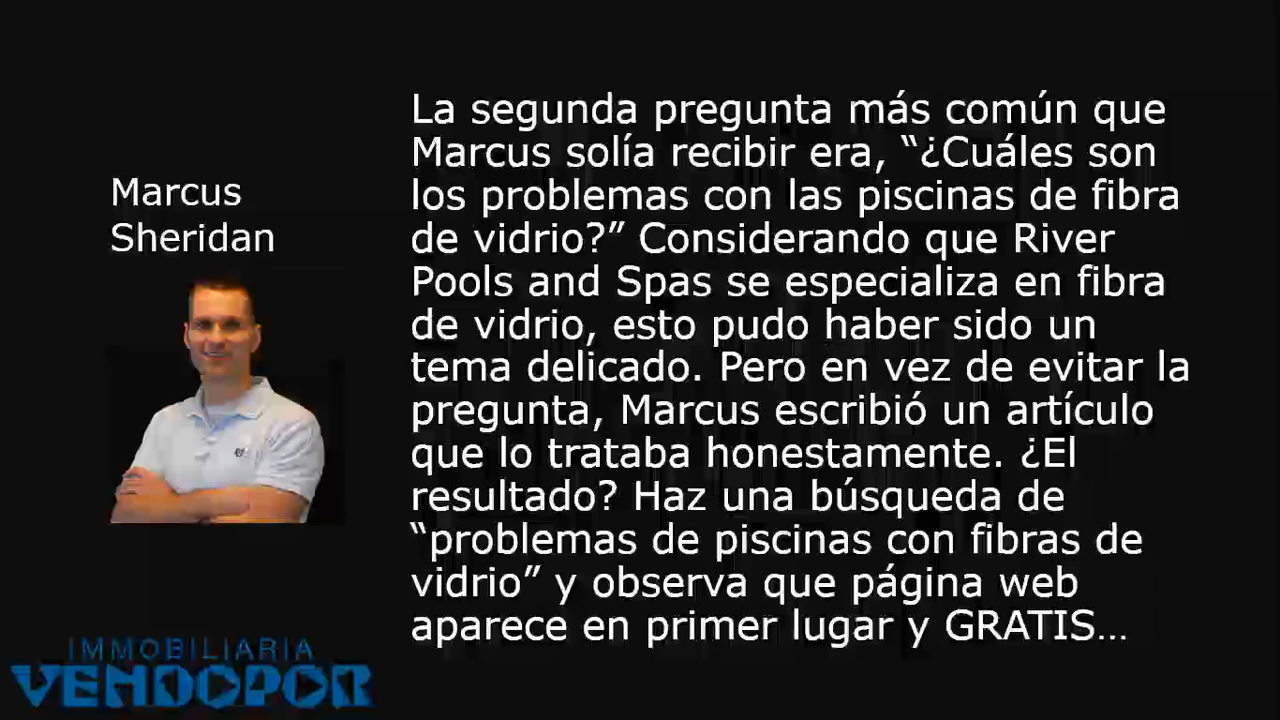 Marcus
Sheridan
La segunda pregunta más común que
Marcus solía recibir era, “¿Cuáles son
los problemas con las piscinas de fibra
de vidrio?” Considerando que River
Pools and Spas se especializa en fibra
de vidrio, esto pudo haber sido un
tema delicado. Pero en vez de evitar la
pregunta, Marcus escribió un artículo
que lo trataba honestamente. ¿El
resultado? Haz una búsqueda de
“problemas de piscinas con fibras de
vidrio” y observa que página web
aparece en primer lugar y GRATIS…
IMMOBILIARIA
VENDOPOR